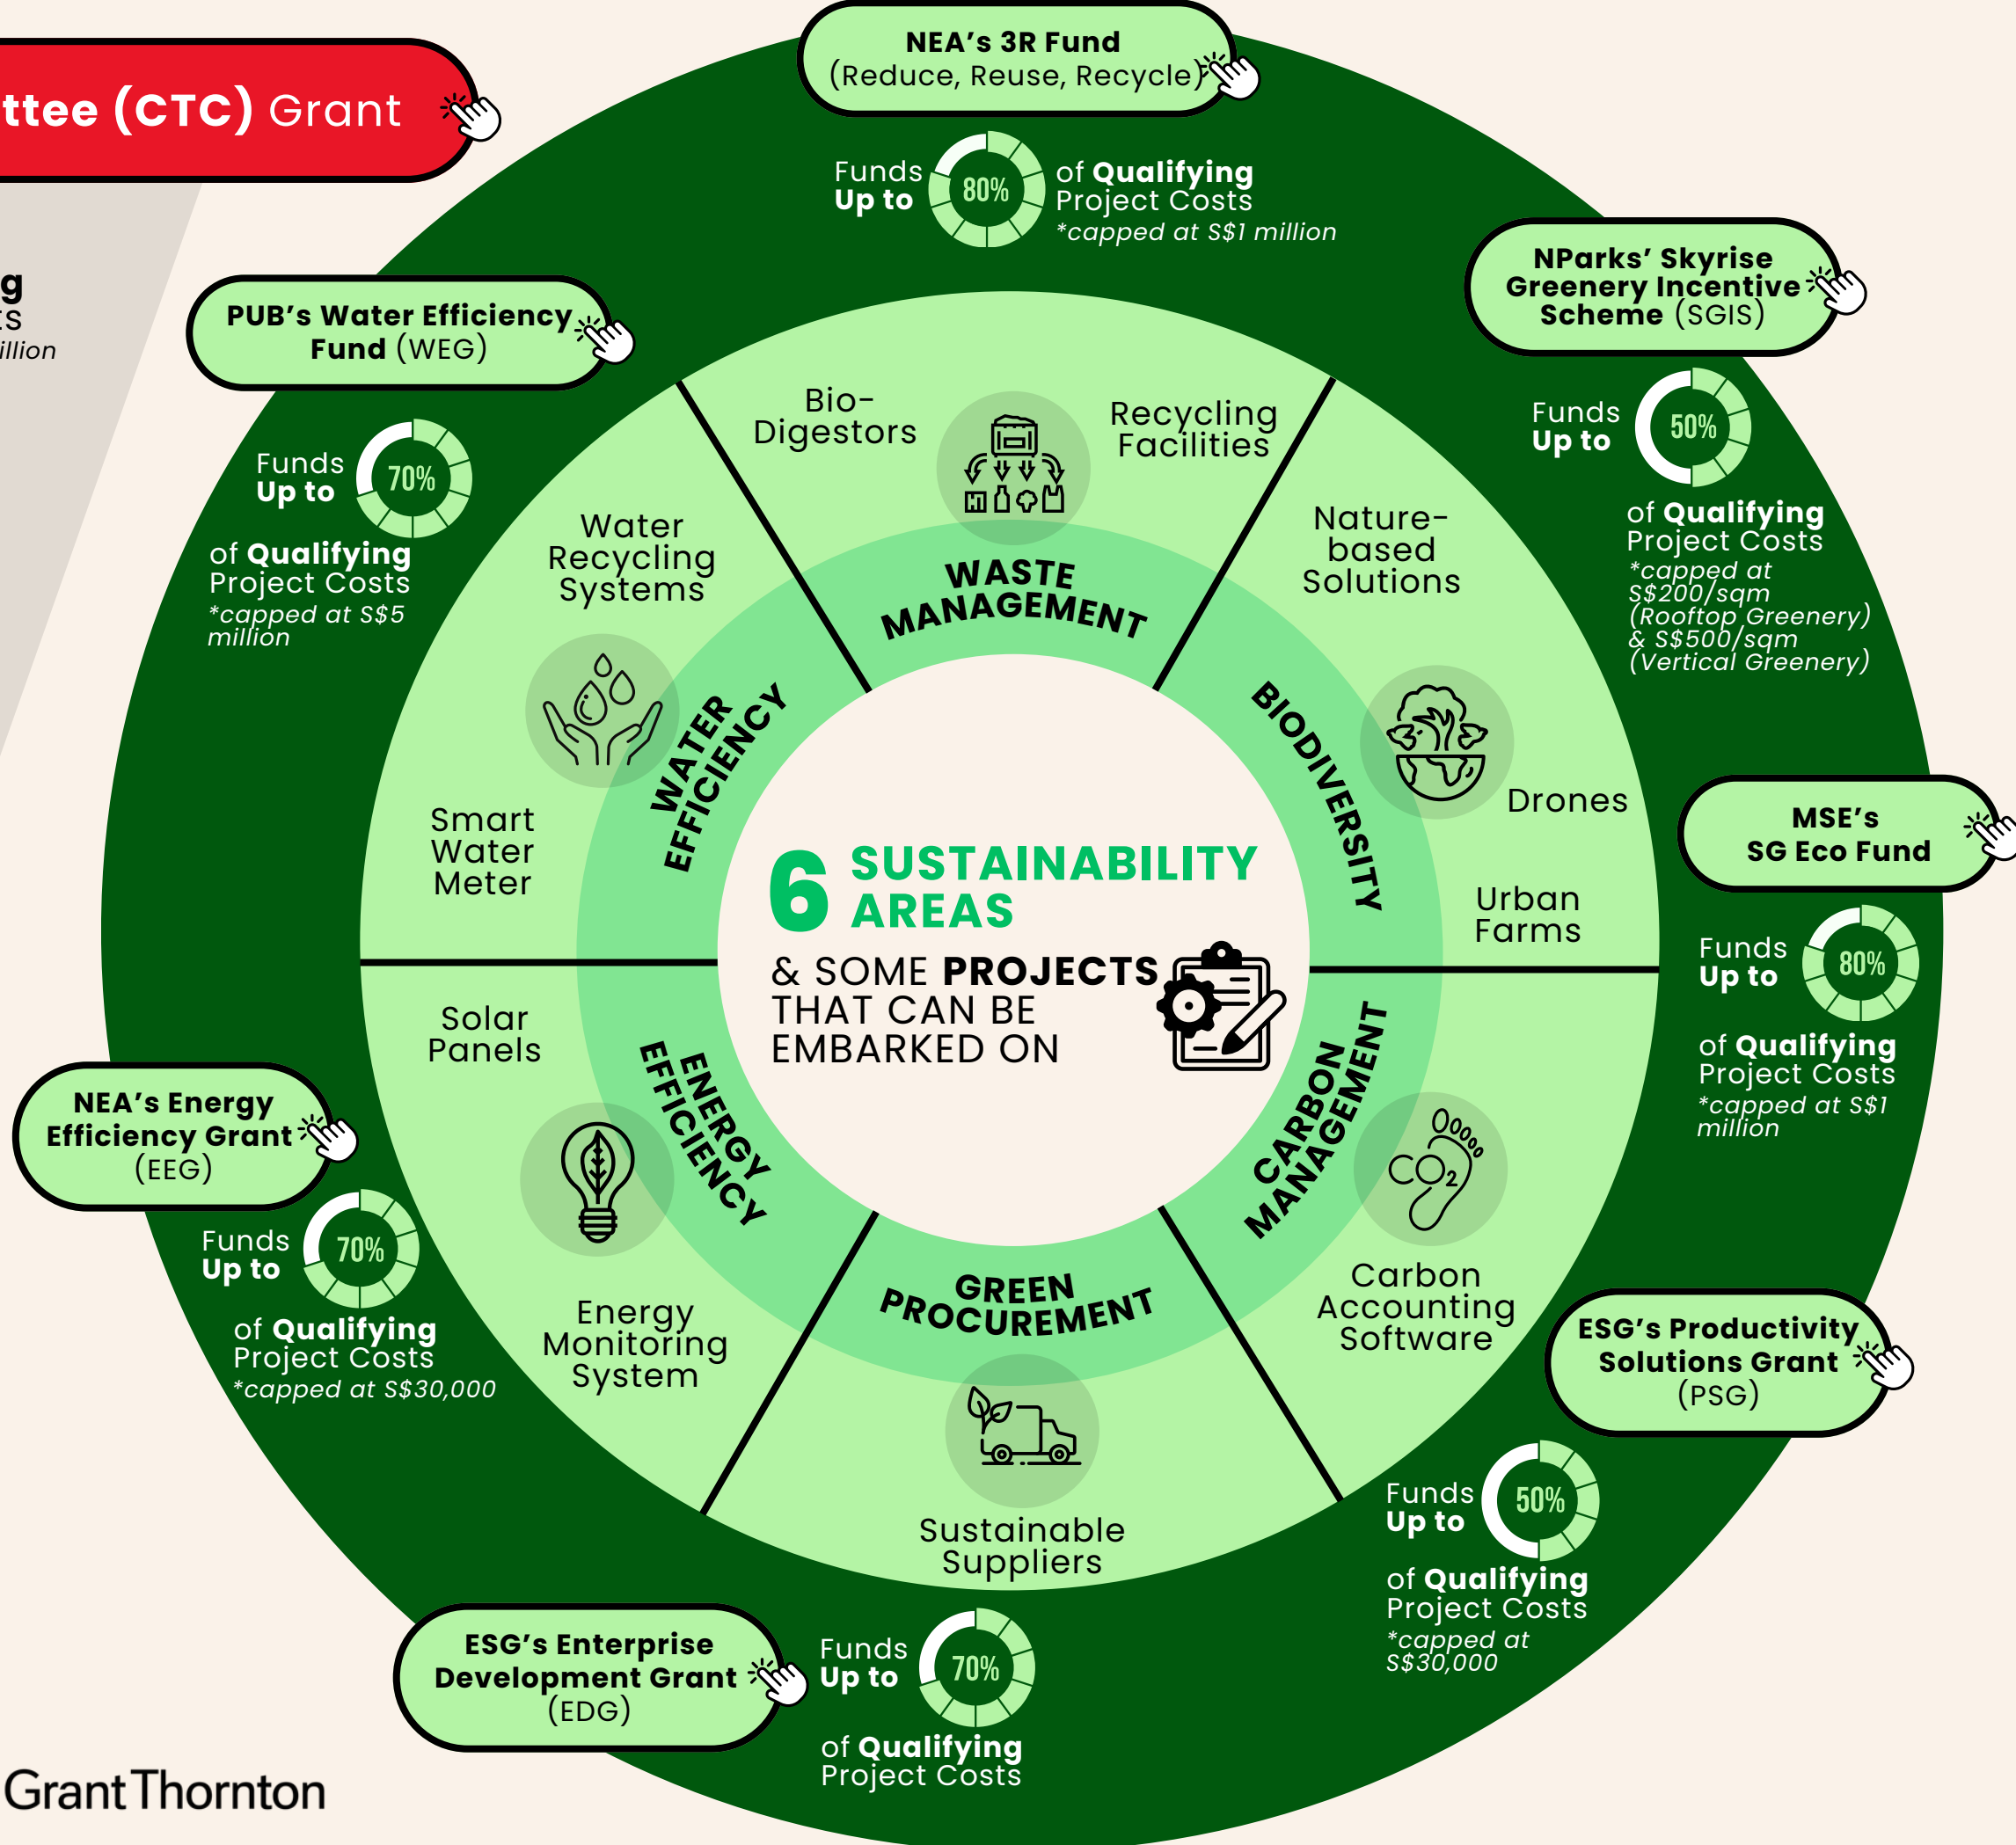 NEA's 3R Fund
(Reduce, Reuse, Recycle)
ttee (CTC) Grant
Funds
Up to
80%
of Qualifying
Project Costs
*capped at S$1 million
g
ts
illion
PUB's Water Efficiency
Fund (WEG)
Funds
Up to
70%
of Qualifying
Project Costs
*capped at S$5
million
NParks' Skyrise
Greenery Incentive
Scheme (SGIS)
Funds
Up to
50%
of Qualifying
Project Costs
*capped at
S$200/sqm
(Rooftop Greenery)
& S$500/sqm
(Vertical Greenery)
Bio-
Digestors
Recycling
Facilities
WASTE
MANAGEMENT
Water
Recycling
Systems
Smart
Water
Meter
WATER
EFFICIENCY
Nature-
based
Solutions
Drones
Urban
Farms
BIODIVERSITY
MSE's
SG Eco Fund
Funds
Up to
80%
of Qualifying
Project Costs
*capped at S$1
million
6 SUSTAINABILITY
AREAS
& SOME PROJECTS
THAT CAN BE
EMBARKED ON
Solar
Panels
ENERGY
EFFICIENCY
Energy
Monitoring
System
NEA's Energy
Efficiency Grant
(EEG)
Funds
Up to
70%
of Qualifying
Project Costs
*capped at S$30,000
CARBON
MANAGEMENT
CO2
Carbon
Accounting
Software
ESG's Productivity
Solutions Grant
(PSG)
Funds
Up to
50%
of Qualifying
Project Costs
*capped at
S$30,000
GREEN
PROCUREMENT
Sustainable
Suppliers
ESG's Enterprise
Development Grant
(EDG)
Funds
Up to
70%
of Qualifying
Project Costs
Grant Thornton